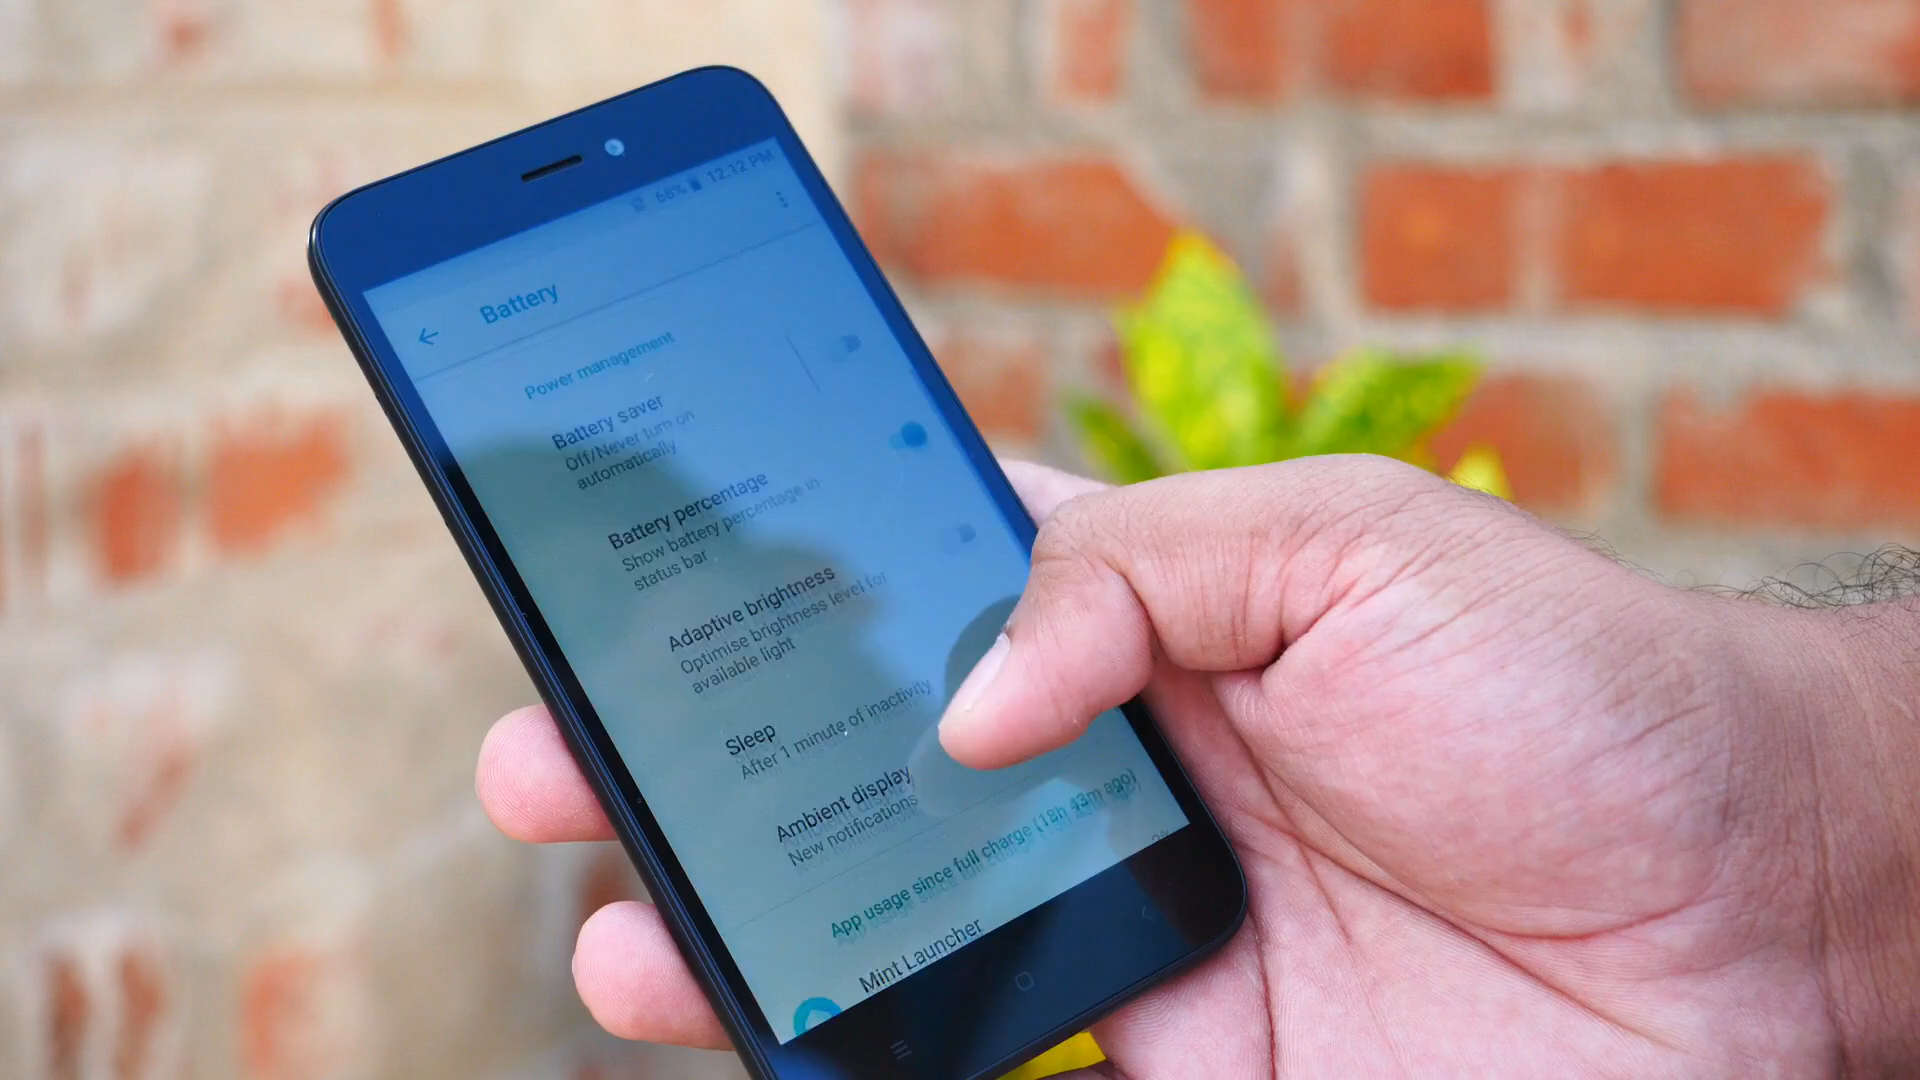 68% 12.12 PM
Battery
Power management
Battery saver
Off/Never turn on
automatically
Battery percentage
Show battery percentage in
status bar
Adaptive brightness
Optimise brightness level for
available light
Sleep
After 1 minute of inactivity
Ambient display
New notifications
App usage since full charge (18h 43m ago)
Mint Launcher